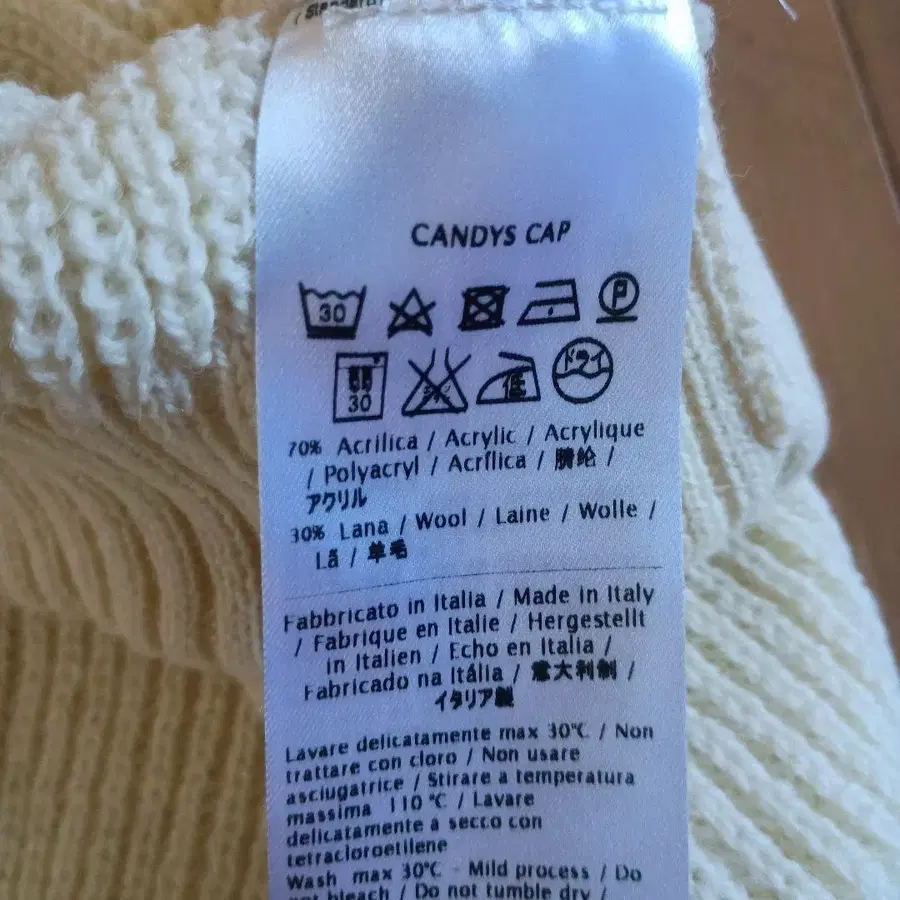 CANDYS CAP
30 P
30 低 ドライ
70% Acrilica / Acrylic / Acrylique
/ Polyacryl / Acrílica / 腈纶 /
アクリル
30% Lana / Wool / Laine / Wolle /
Lã / 羊毛
Fabbricato in Italia / Made in Italy
/ Fabrique en Italie / Hergestellt
in Italien / Echo en Italia /
Fabricado na Itália / 意大利制 /
イタリア製
Lavare delicatamente max 30°C. / Non
trattare con cloro / Non usare
asciugatrice / Stirare a temperatura
massima 110 °C / Lavare
delicatamente a secco con
tetracloroetilene
Wash max 30°C - Mild process / Do
not bleach / Do not tumble dry /